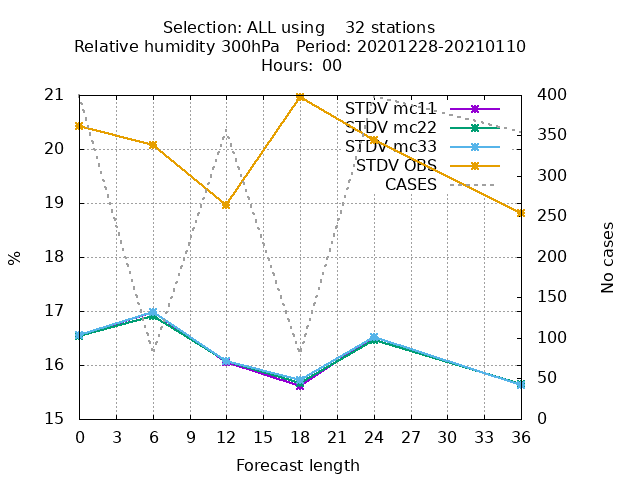 Selection: ALL using    32 stations
Relative humidity 300hPa   Period: 20201228-20210110
Hours: 00
21
20
19
18
17
16
15
%
400
350
300
250
200
150
100
50
0
No cases
STDV mc11
STDV mc22
STDV mc33
STDV OBS
CASES
0 3 6 9 12 15 18 21 24 27 30 33 36
Forecast length